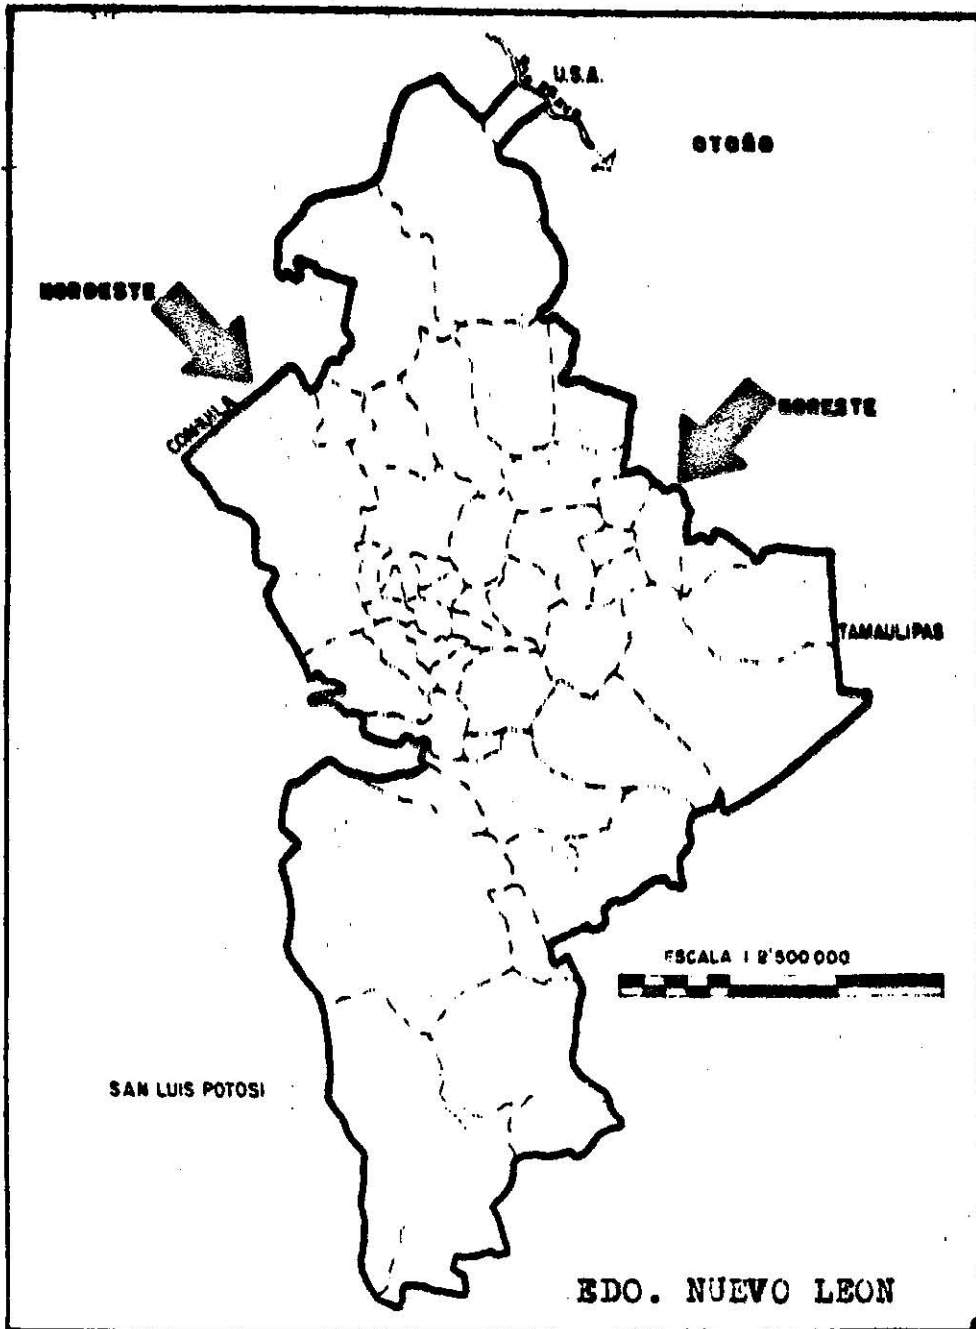 U.S.A.
OTOÑO
NOROESTE
COAHUILA
NORESTE
TAMAULIPAS
ESCALA 1 2'500 000
SAN LUIS POTOSI
EDO. NUEVO LEON